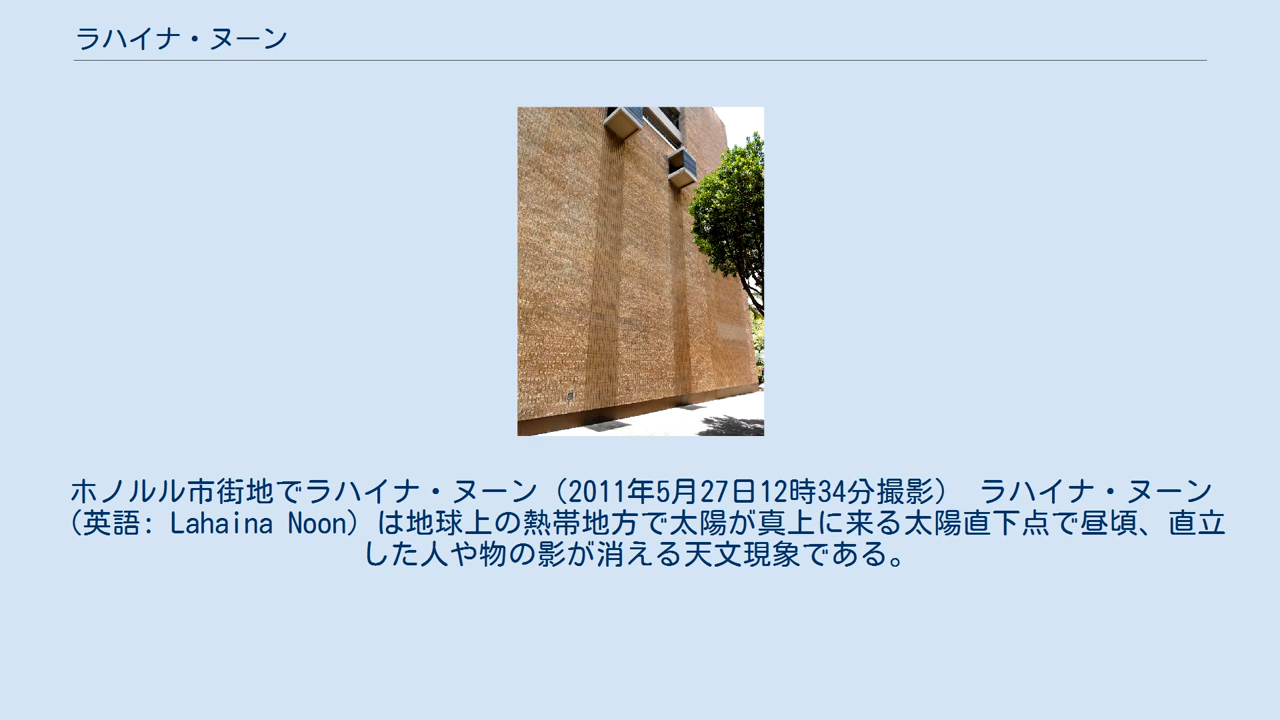 ラハイナ・ヌーン
ホノルル市街地でラハイナ・ヌーン（2011年5月27日12時34分撮影） ラハイナ・ヌーン
（英語: Lahaina Noon）は地球上の熱帯地方で太陽が真上に来る太陽直下点で昼頃、直立
した人や物の影が消える天文現象である。